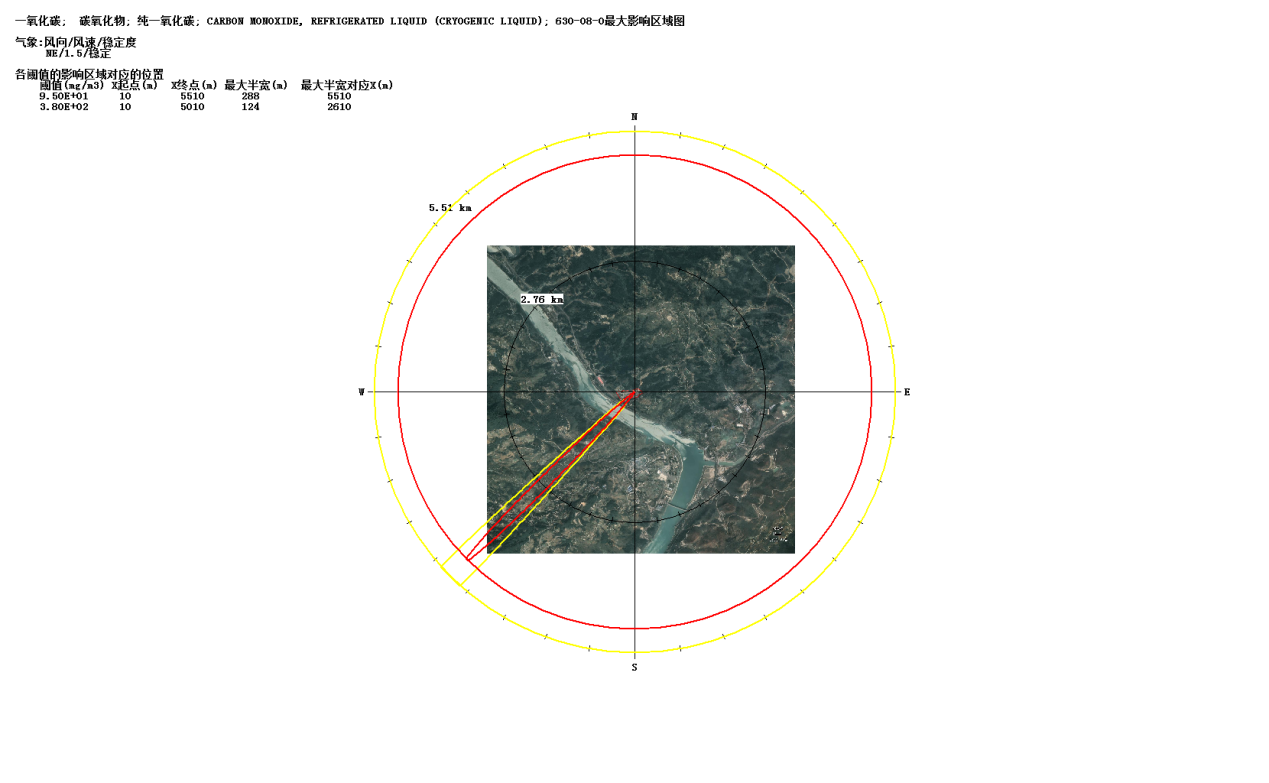 一氧化碳； 碳氧化物; 纯一氧化碳; CARBON MONOXIDE, REFRIGERATED LIQUID (CRYOGENIC LIQUID); 630-08-0最大影响区域图
气象:风向/风速/稳定度
NE/1.5/稳定
各阈值的影响区域对应的位置
阈值(mg/m3) X起点(m) X终点(m) 最大半宽(m) 最大半宽对应X(m)
9.50E+01 10 5510 288 5510
3.80E+02 10 5010 124 2610
N
5.51 km
2.76 km
W
E
S